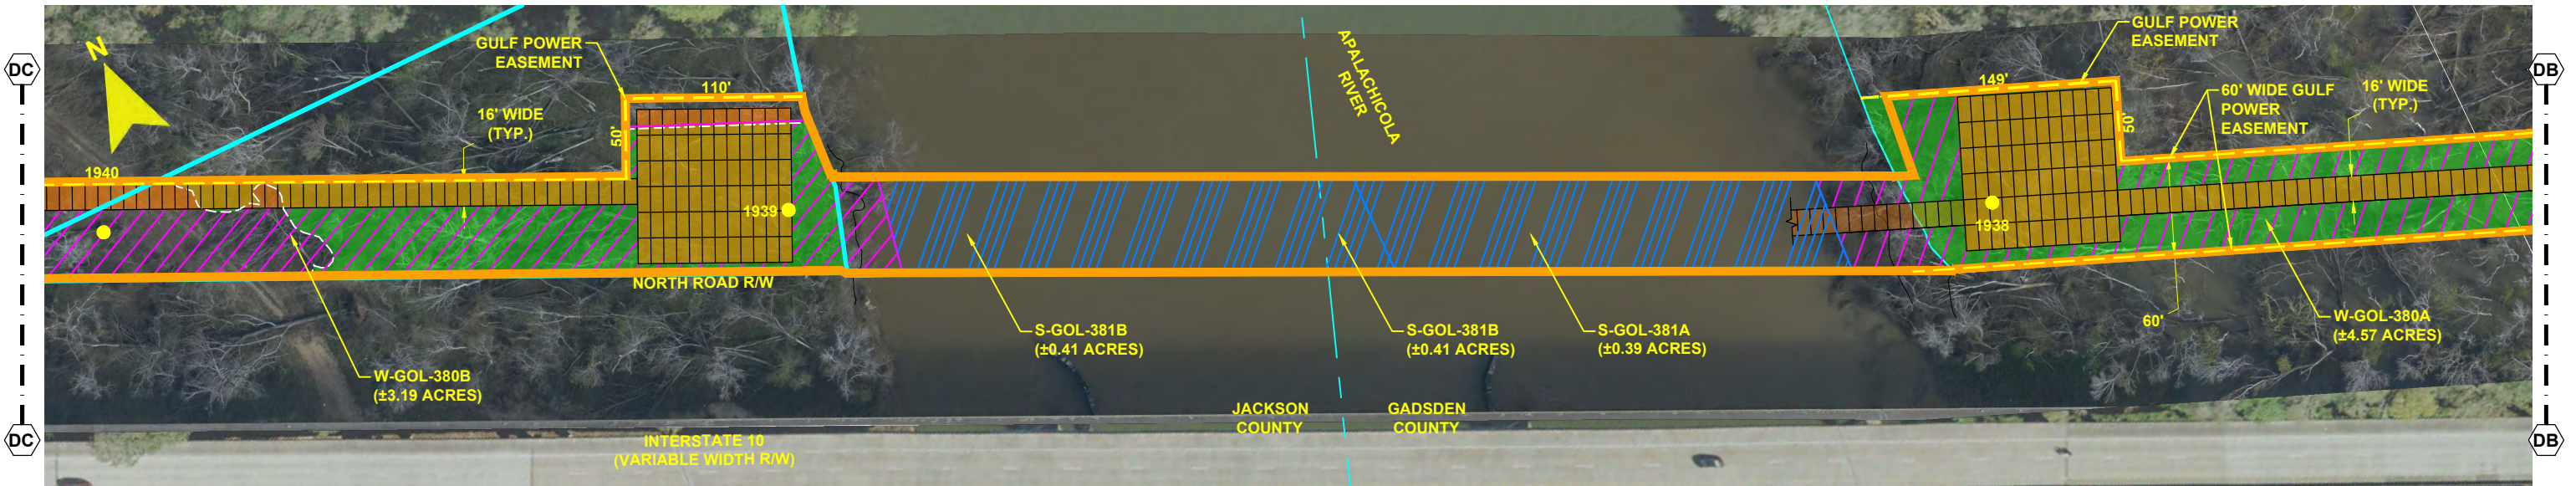 DC
DB
N
GULF POWER
EASEMENT
110'
50'
16' WIDE
(TYP.)
1940
1939
NORTH ROAD R/W
APALACHICOLA
RIVER
GULF POWER
EASEMENT
149'
50'
60' WIDE GULF
POWER
EASEMENT
16' WIDE
(TYP.)
1938
60'
W-GOL-380A
(±4.57 ACRES)
S-GOL-381B
(±0.41 ACRES)
S-GOL-381B
(±0.41 ACRES)
S-GOL-381A
(±0.39 ACRES)
W-GOL-380B
(±3.19 ACRES)
JACKSON
COUNTY
GADSDEN
COUNTY
INTERSTATE 10
(VARIABLE WIDTH R/W)
DC
DB